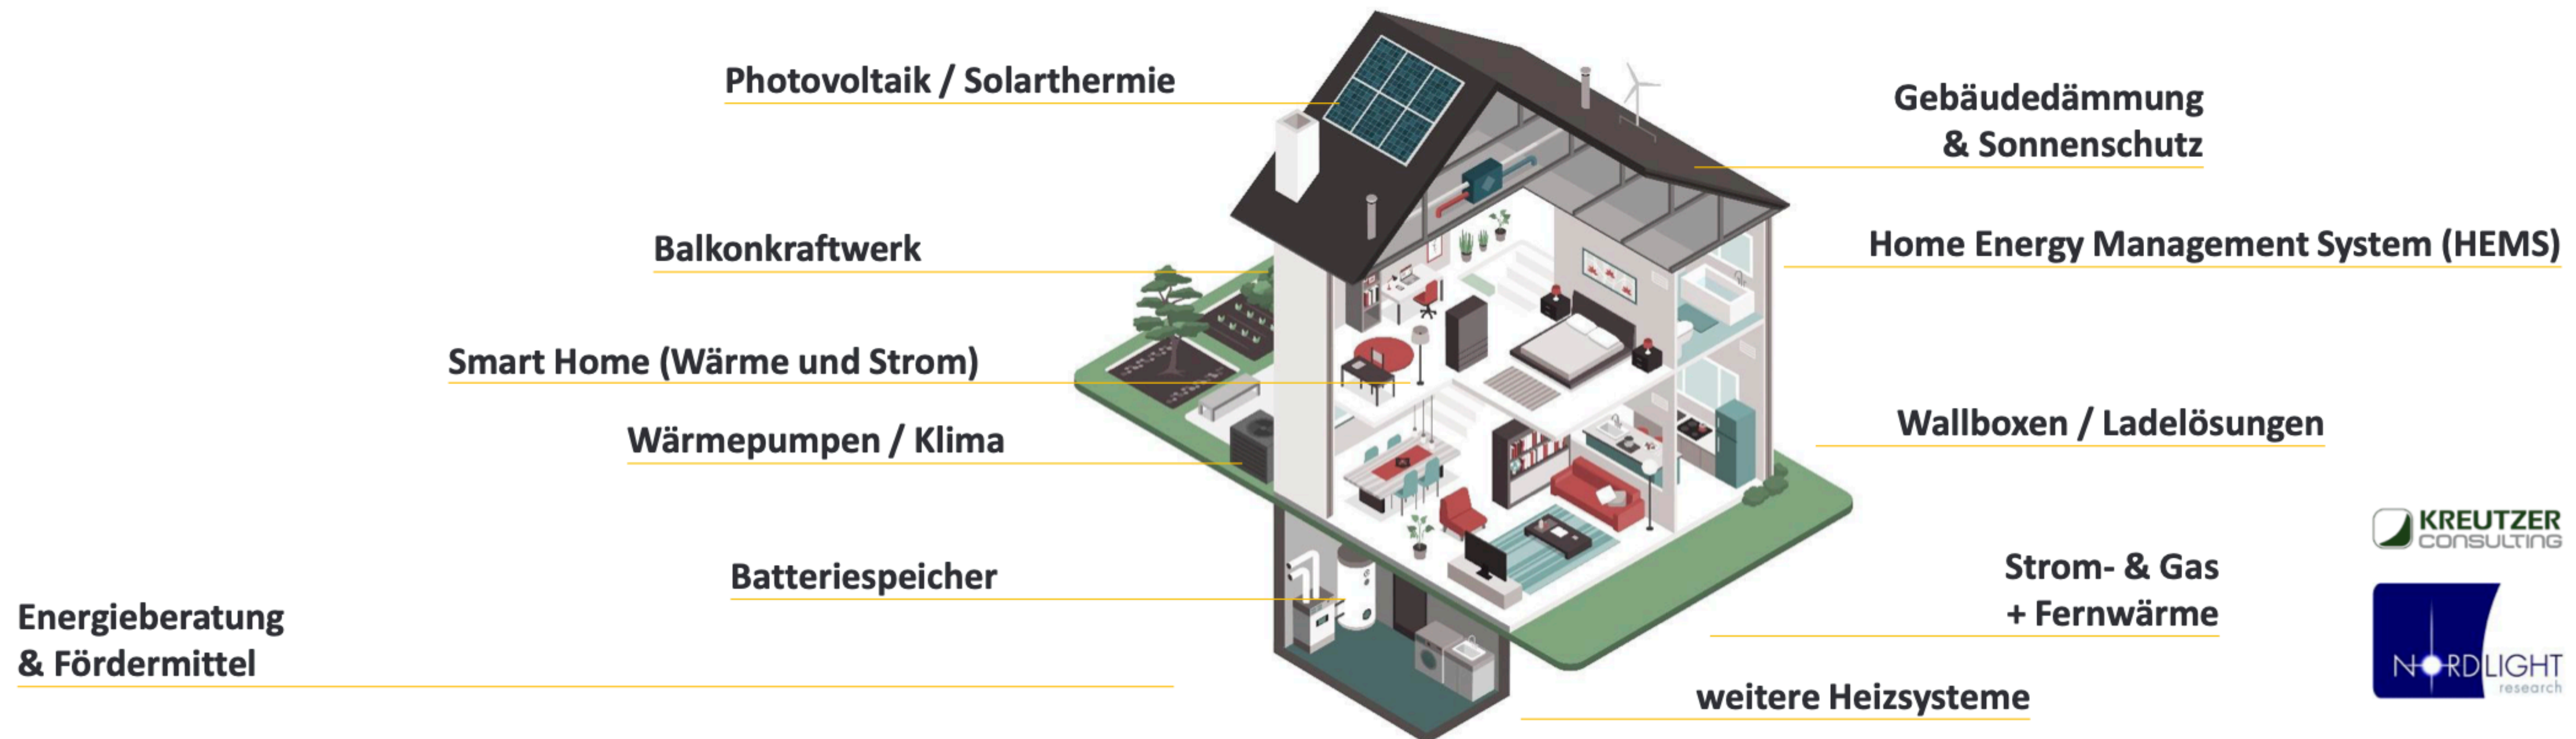 Photovoltaik / Solarthermie
Balkonkraftwerk
Smart Home (Wärme und Strom)
Wärmepumpen / Klima
Batteriespeicher
Energieberatung
& Fördermittel
Gebäudedämmung
& Sonnenschutz
Home Energy Management System (HEMS)
Wallboxen / Ladelösungen
Strom- & Gas
+ Fernwärme
weitere Heizsysteme
KREUTZER
CONSULTING
NORDLIGHT
research